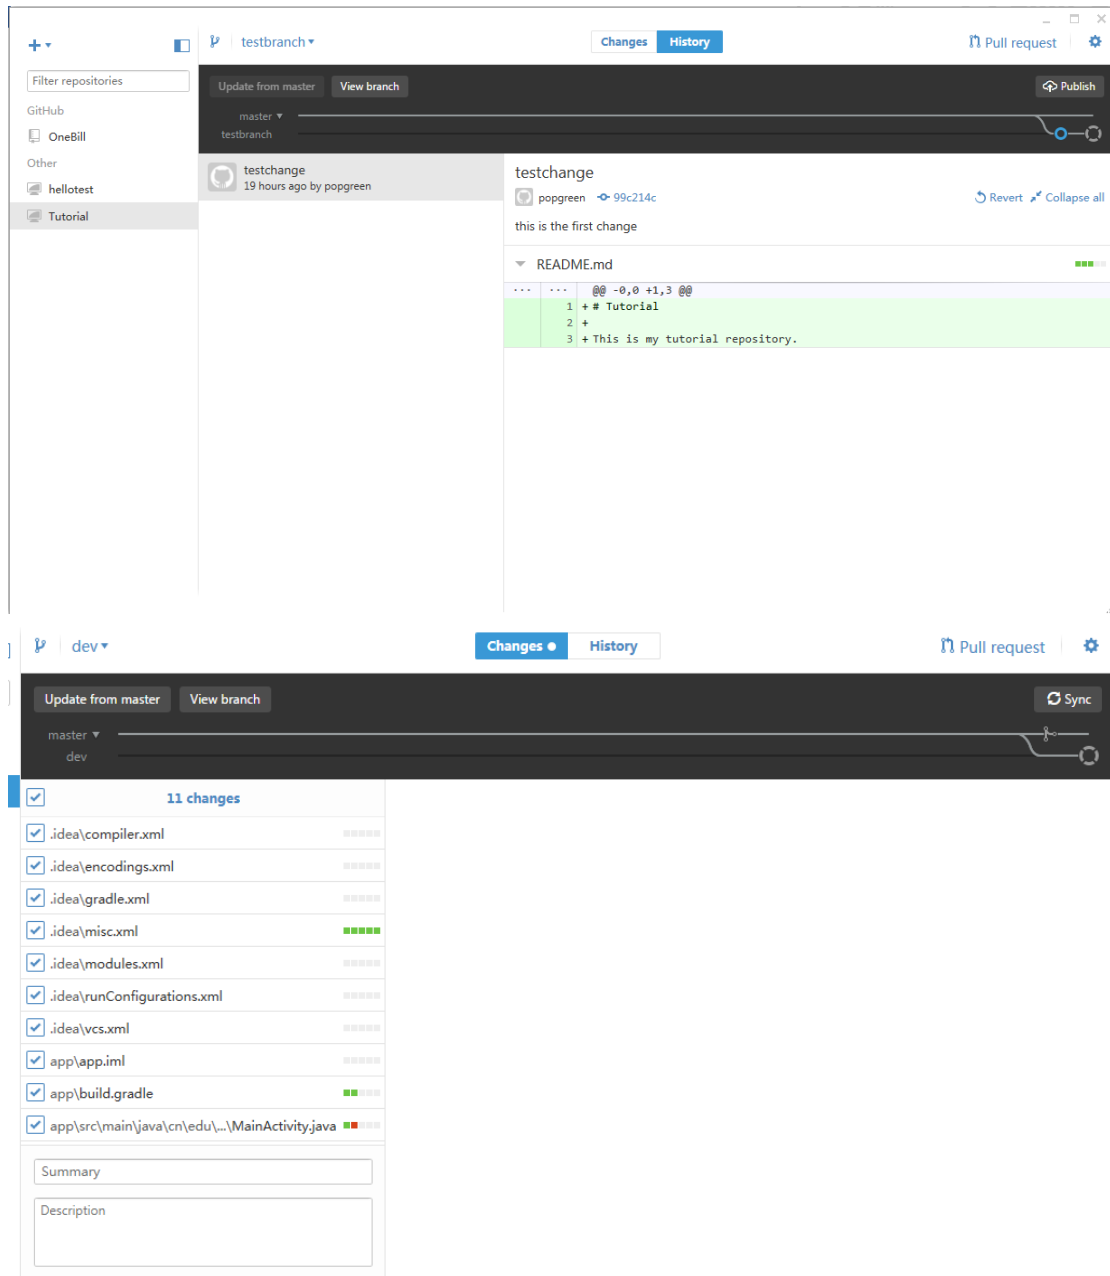 testbranch
Changes
History
Pull request
Filter repositories
GitHub
OneBill
Other
hellotest
Tutorial
Update from master
View branch
Publish
master
testbranch
testchange
19 hours ago by popgreen
testchange
popgreen
99c214c
Revert
Collapse all
this is the first change
README.md
... ... @@ -0,0 +1,3 @@
1 + # Tutorial
2 +
3 + This is my tutorial repository.
dev
Changes
History
Pull request
Update from master
View branch
Sync
master
dev
11 changes
.idea\compiler.xml
.idea\encodings.xml
.idea\gradle.xml
.idea\misc.xml
.idea\modules.xml
.idea\runConfigurations.xml
.idea\vcs.xml
app\app.iml
app\build.gradle
app\src\main\java\cn\edu\...\MainActivity.java
Summary
Description